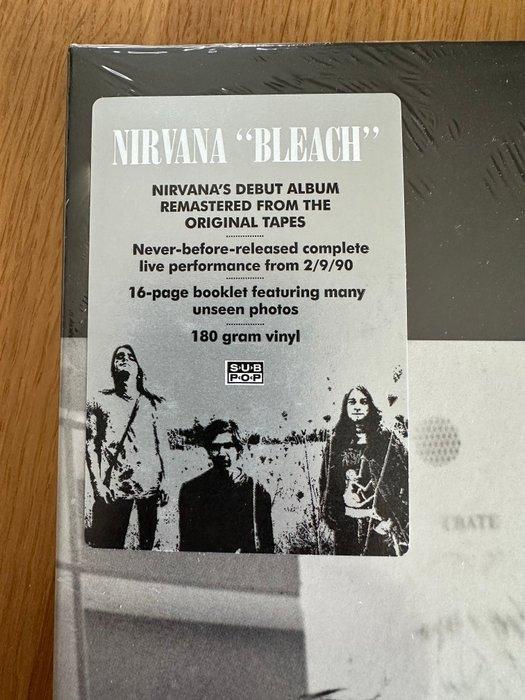 NIRVANA “BLEACH”
NIRVANA'S DEBUT ALBUM
REMASTERED FROM THE
ORIGINAL TAPES
Never-before-released complete
live performance from 2/9/90
16-page booklet featuring many
unseen photos
180 gram vinyl
SUB
POP
CRATE